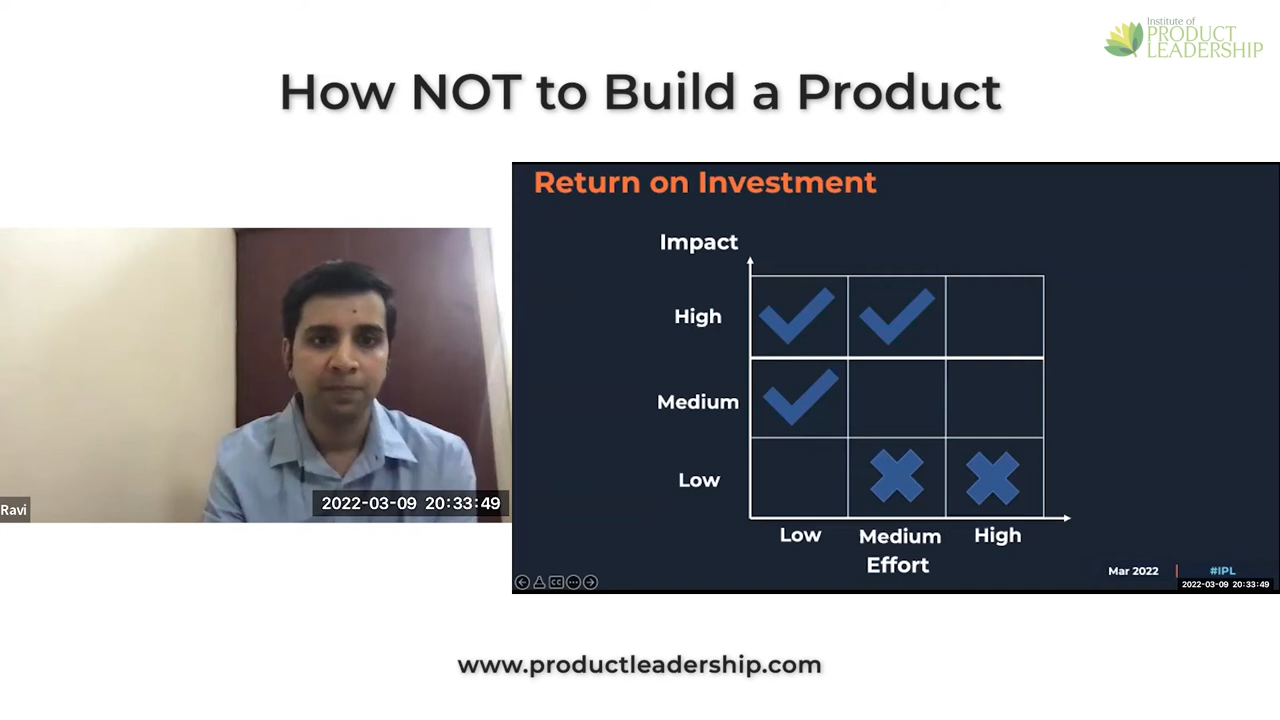 Institute of
PRODUCT
LEADERSHIP
How NOT to Build a Product
Return on Investment
Impact
High
Medium
Low
Low
Medium
High
Effort
Ravi
2022-03-09 20:33:49
Mar 2022
#IPL
2022-03-09 20:33:49
CC
www.productleadership.com